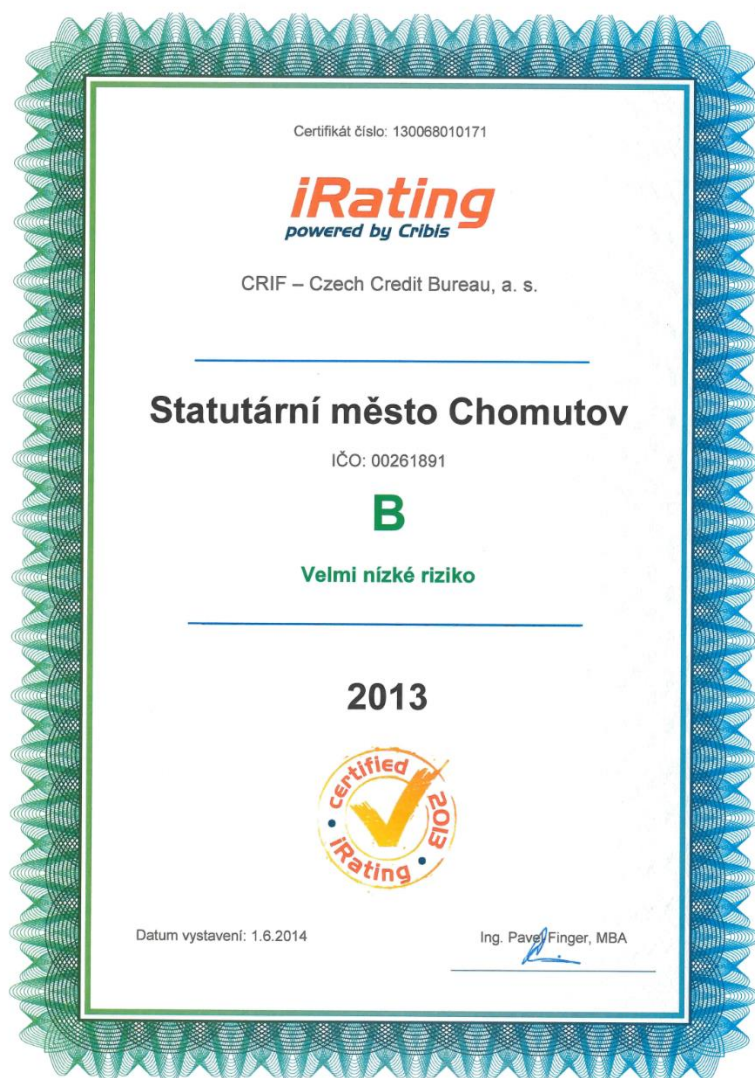 Certifikát číslo: 130068010171
iRating
powered by Cribis
CRIF – Czech Credit Bureau, a. s.
Statutární město Chomutov
IČO: 00261891
B
Velmi nízké riziko
2013
certified 2013
iRating
Datum vystavení: 1.6.2014
Ing. Pavel Finger, MBA